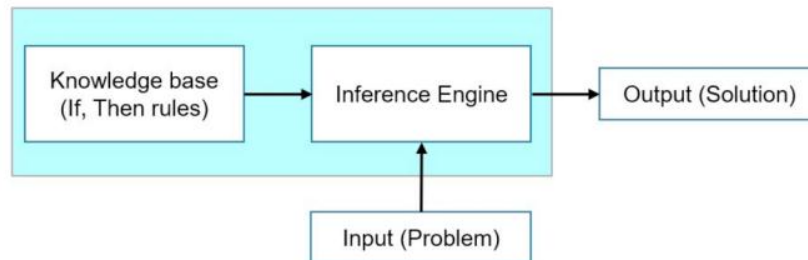 Knowledge base
(If, Then rules)
Inference Engine
Output (Solution)
Input (Problem)